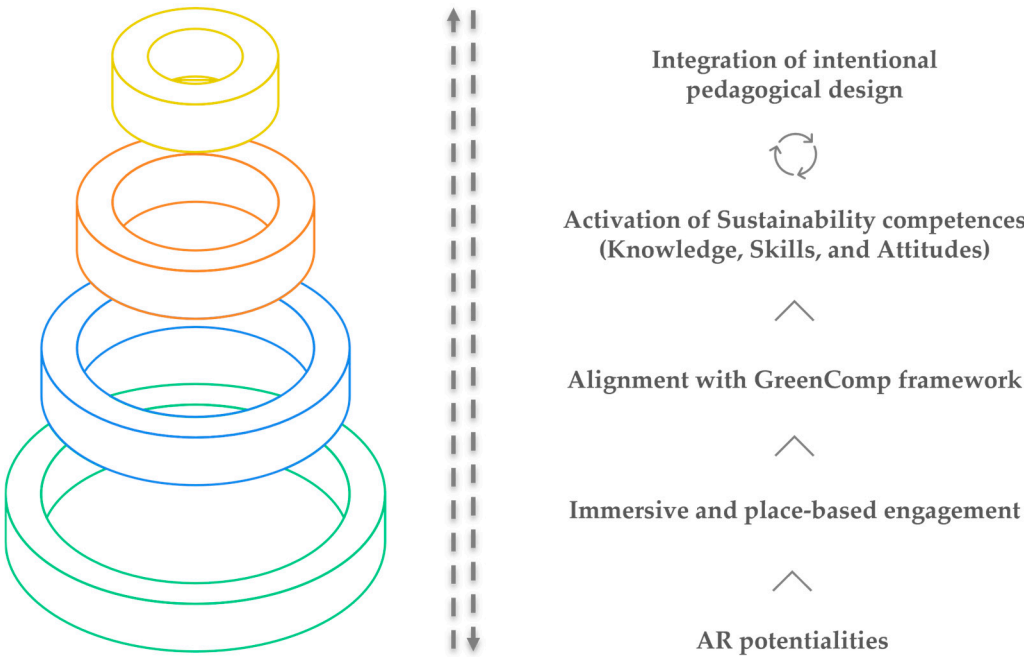 Integration of intentional
pedagogical design
Activation of Sustainability competences
(Knowledge, Skills, and Attitudes)
Alignment with GreenComp framework
Immersive and place-based engagement
AR potentialities